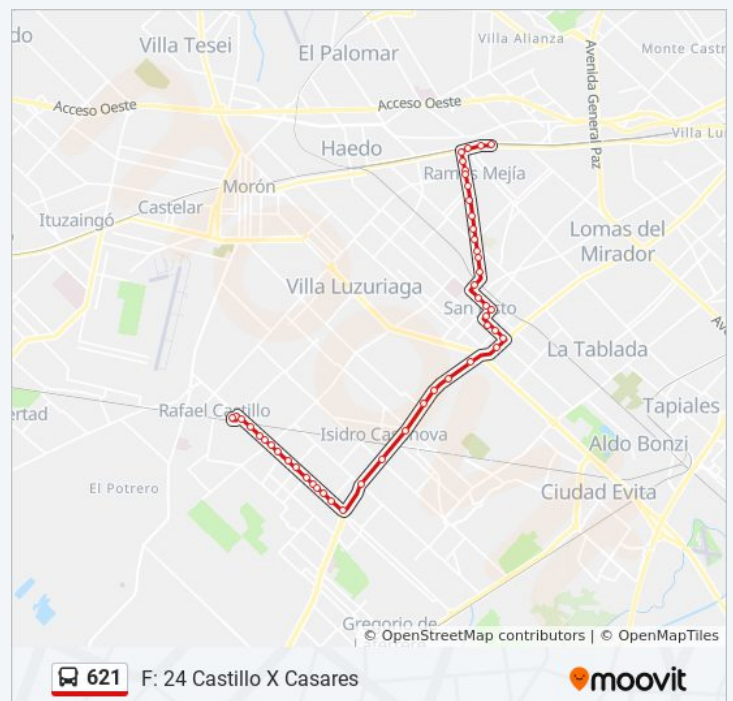 do
Villa Tesei
El Palomar
Villa Alianza
Monte Castr
Avenida General Paz
Acceso Oeste
Acceso Oeste
Villa Lu
Haedo
Ramos Mejía
Morón
Castelar
Ituzaingó
Lomas del
Mirador
Villa Luzuriaga
San Justo
Av
La Tablada
ertad
Rafael Castillo
Tapiales
Isidro Casanova
Aldo Bonzi
El Potrero
Ciudad Evita
Gregorio de
Laferrere
© OpenStreetMap contributors | © OpenMapTiles
621 F: 24 Castillo X Casares
moovit